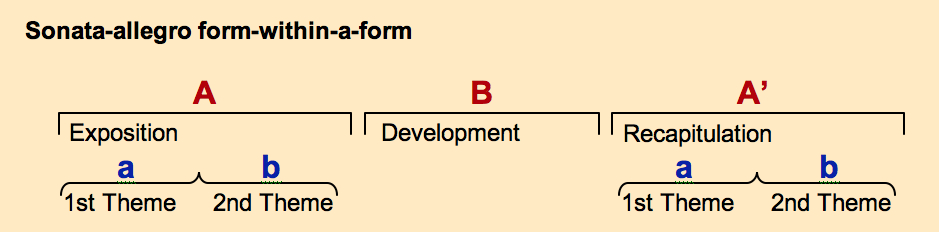 Sonata-allegro form-within-a-form
A B A’
Exposition Development Recapitulation
a b a b
1st Theme 2nd Theme 1st Theme 2nd Theme